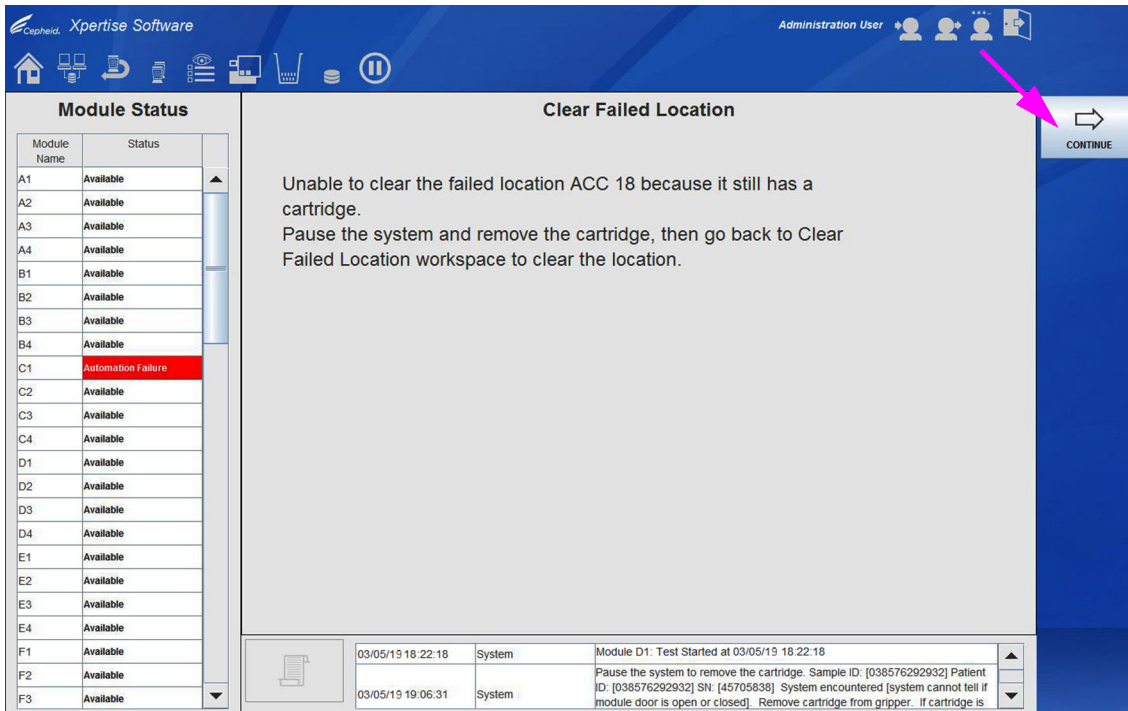 Cepheid. Xpertise Software
Administration User
Module Status
Module Name
Status
A1 Available
A2 Available
A3 Available
A4 Available
B1 Available
B2 Available
B3 Available
B4 Available
C1 Automation Failure
C2 Available
C3 Available
C4 Available
D1 Available
D2 Available
D3 Available
D4 Available
E1 Available
E2 Available
E3 Available
E4 Available
F1 Available
F2 Available
F3 Available
Clear Failed Location
Unable to clear the failed location ACC 18 because it still has a
cartridge.
Pause the system and remove the cartridge, then go back to Clear
Failed Location workspace to clear the location.
CONTINUE
03/05/19 18:22:18 System Module D1: Test Started at 03/05/19 18:22:18
03/05/19 19:06:31 System Pause the system to remove the cartridge. Sample ID: [038576292932] Patient
ID: [038576292932] SN: [45705838] System encountered [system cannot tell if
module door is open or closed]. Remove cartridge from gripper. If cartridge is